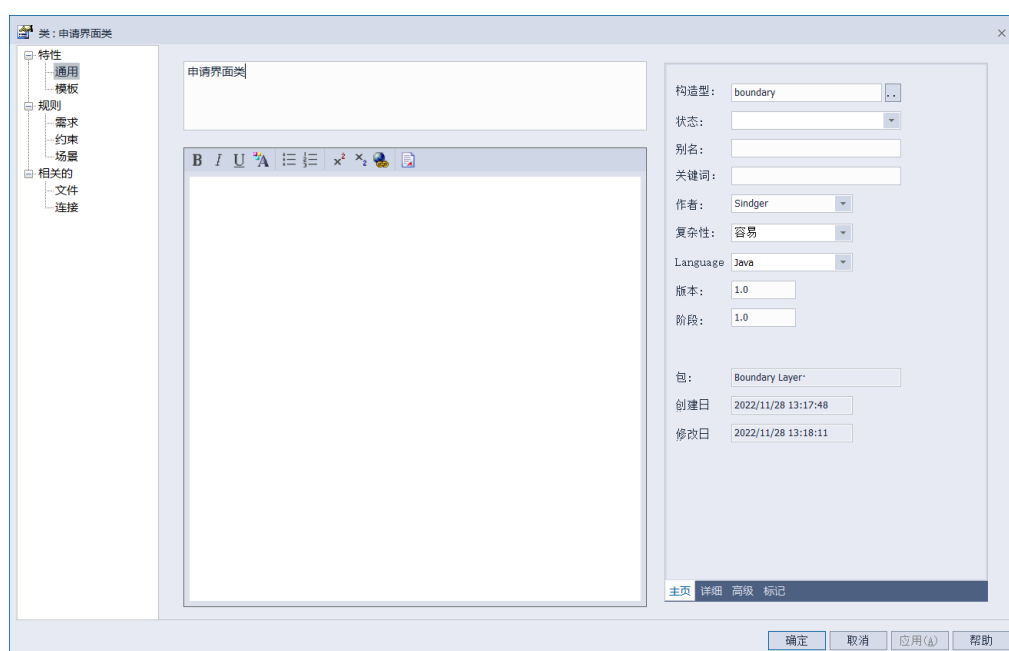 类：申请界面类
特性
通用
模板
规则
需求
约束
场景
相关的
文件
连接
申请界面类
B I U A x² x₂
构造型： boundary ..
状态：
别名：
关键词：
作者： Sindger
复杂性： 容易
Language Java
版本： 1.0
阶段： 1.0
包： Boundary Layer
创建日 2022/11/28 13:17:48
修改日 2022/11/28 13:18:11
主页 详细 高级 标记
确定 取消 应用(A) 帮助